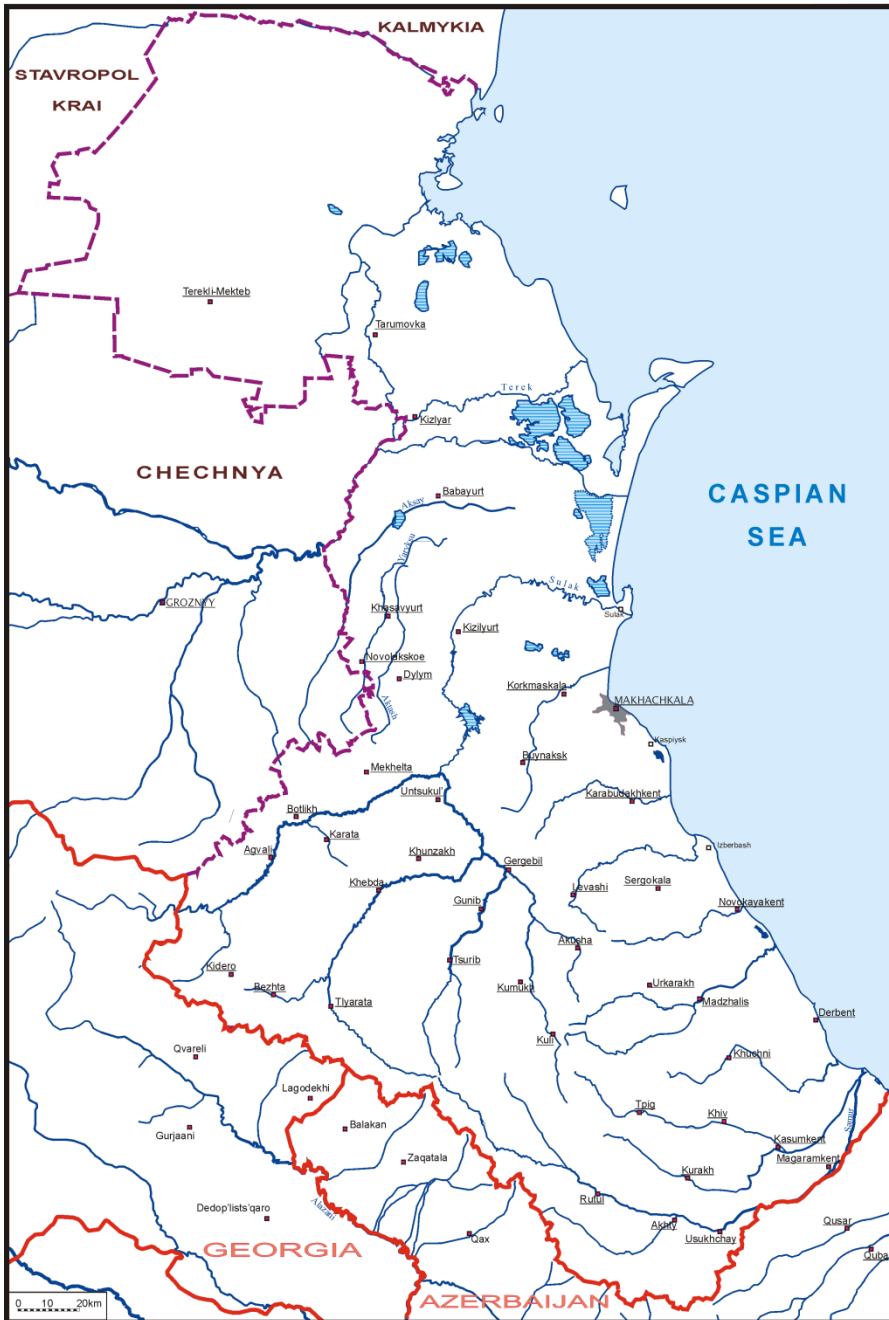 KALMYKIA
STAVROPOL
KRAI
Terekli-Mekteb
Tarumovka
Terek
Kizlyar
CHECHNYA
CASPIAN
SEA
Babayurt
Aksay
Yaryksu
Sulak
GROZNYY
Khasavyurt
Sulak
Kizilyurt
Novolakskoe
Dylym
Korkmaskala
Aktash
MAKHACHKALA
Kaspiysk
Buynaksk
Mekhelta
Untsukul'
Karabudakhkent
Botlikh
Karata
Izberbash
Agvali
Khunzakh
Gergebil
Khebda
Levashi
Sergokala
Gunib
Novokayakent
Akusha
Tsurib
Kidero
Bezhta
Kumukh
Urkarakh
Madzhalis
Tlyarata
Derbent
Kuli
Qvareli
Khuchni
Lagodekhi
Tpig
Khiv
Samur
Gurjaani
Balakan
Kasumkent
Zaqatala
Magaramkent
Kurakh
Rutul
Alazani
Dedop'lists'qaro
Akhty
Usukhchay
Qusar
Qax
GEORGIA
Quba
AZERBAIJAN
0 10 20km